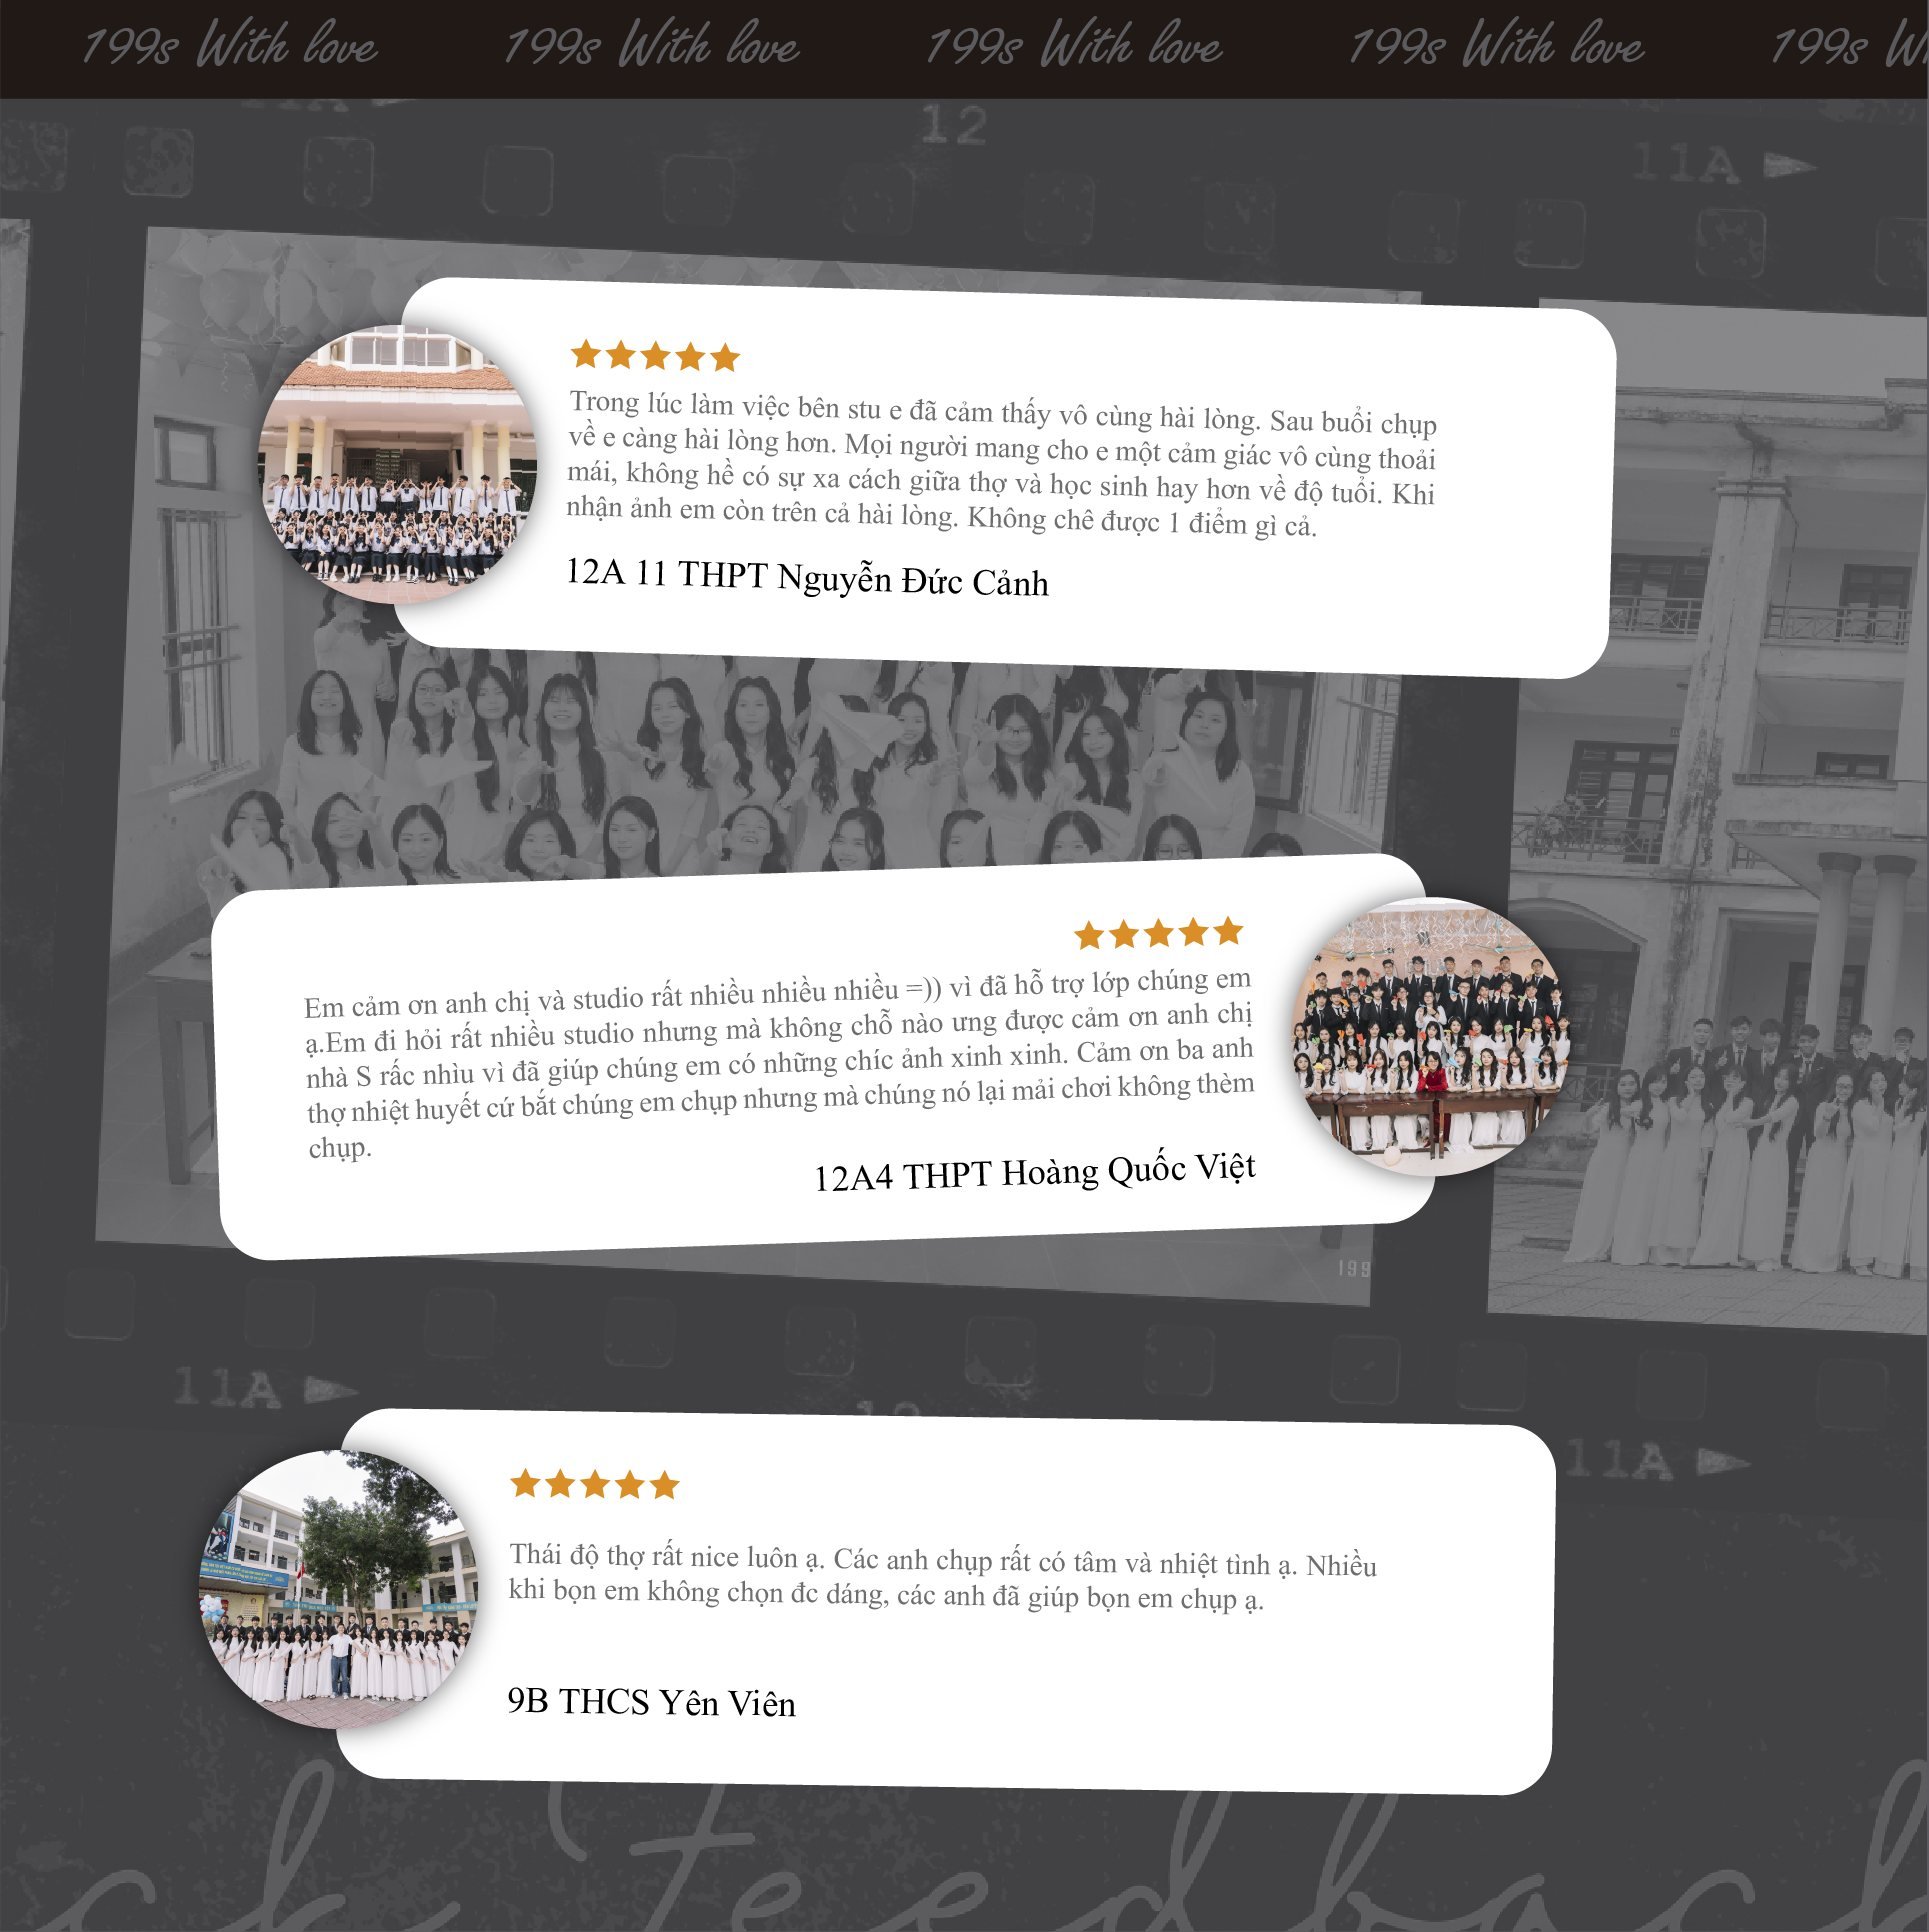 199s With love 199s With love 199s With love 199s With love 199s
12
11A
Trong lúc làm việc bên stu e đã cảm thấy vô cùng hài lòng. Sau buổi chụp
về e càng hài lòng hơn. Mọi người mang cho e một cảm giác vô cùng thoải
mái, không hề có sự xa cách giữa thợ và học sinh hay hơn về độ tuổi. Khi
nhận ảnh em còn trên cả hài lòng. Không chê được 1 điểm gì cả.
12A 11 THPT Nguyễn Đức Cảnh
Em cảm ơn anh chị và studio rất nhiều nhiều nhiều =)) vì đã hỗ trợ lớp chúng em
ạ.Em đi hỏi rất nhiều studio nhưng mà không chỗ nào ưng được cảm ơn anh chị
nhà S rấc nhìu vì đã giúp chúng em có những chíc ảnh xinh xinh. Cảm ơn ba anh
thợ nhiệt huyết cứ bắt chúng em chụp nhưng mà chúng nó lại mải chơi không thèm
chụp.
12A4 THPT Hoàng Quốc Việt
199
11A
11A
Thái độ thợ rất nice luôn ạ. Các anh chụp rất có tâm và nhiệt tình ạ. Nhiều
khi bọn em không chọn đc dáng, các anh đã giúp bọn em chụp ạ.
9B THCS Yên Viên
ck Feedback